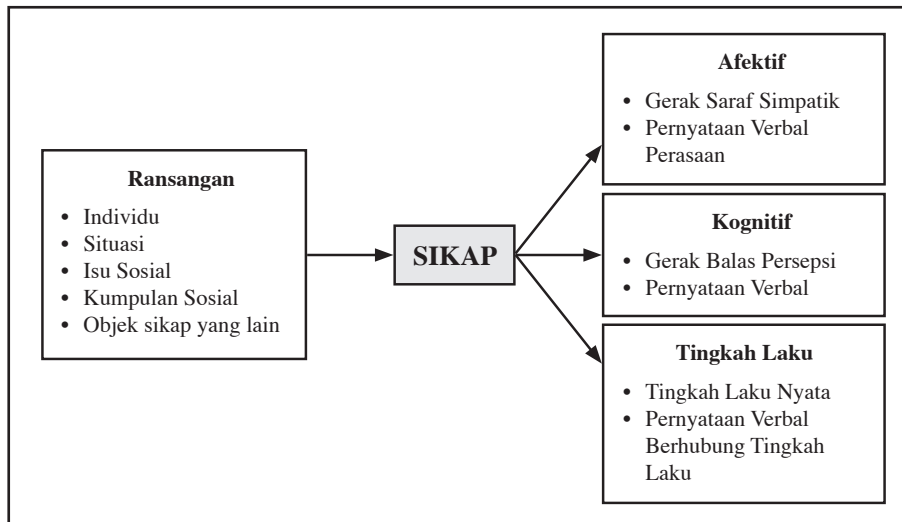 Ransangan
• Individu
• Situasi
• Isu Sosial
• Kumpulan Sosial
• Objek sikap yang lain
SIKAP
Afektif
• Gerak Saraf Simpatik
• Pernyataan Verbal
Perasaan
Kognitif
• Gerak Balas Persepsi
• Pernyataan Verbal
Tingkah Laku
• Tingkah Laku Nyata
• Pernyataan Verbal
Berhubung Tingkah
Laku